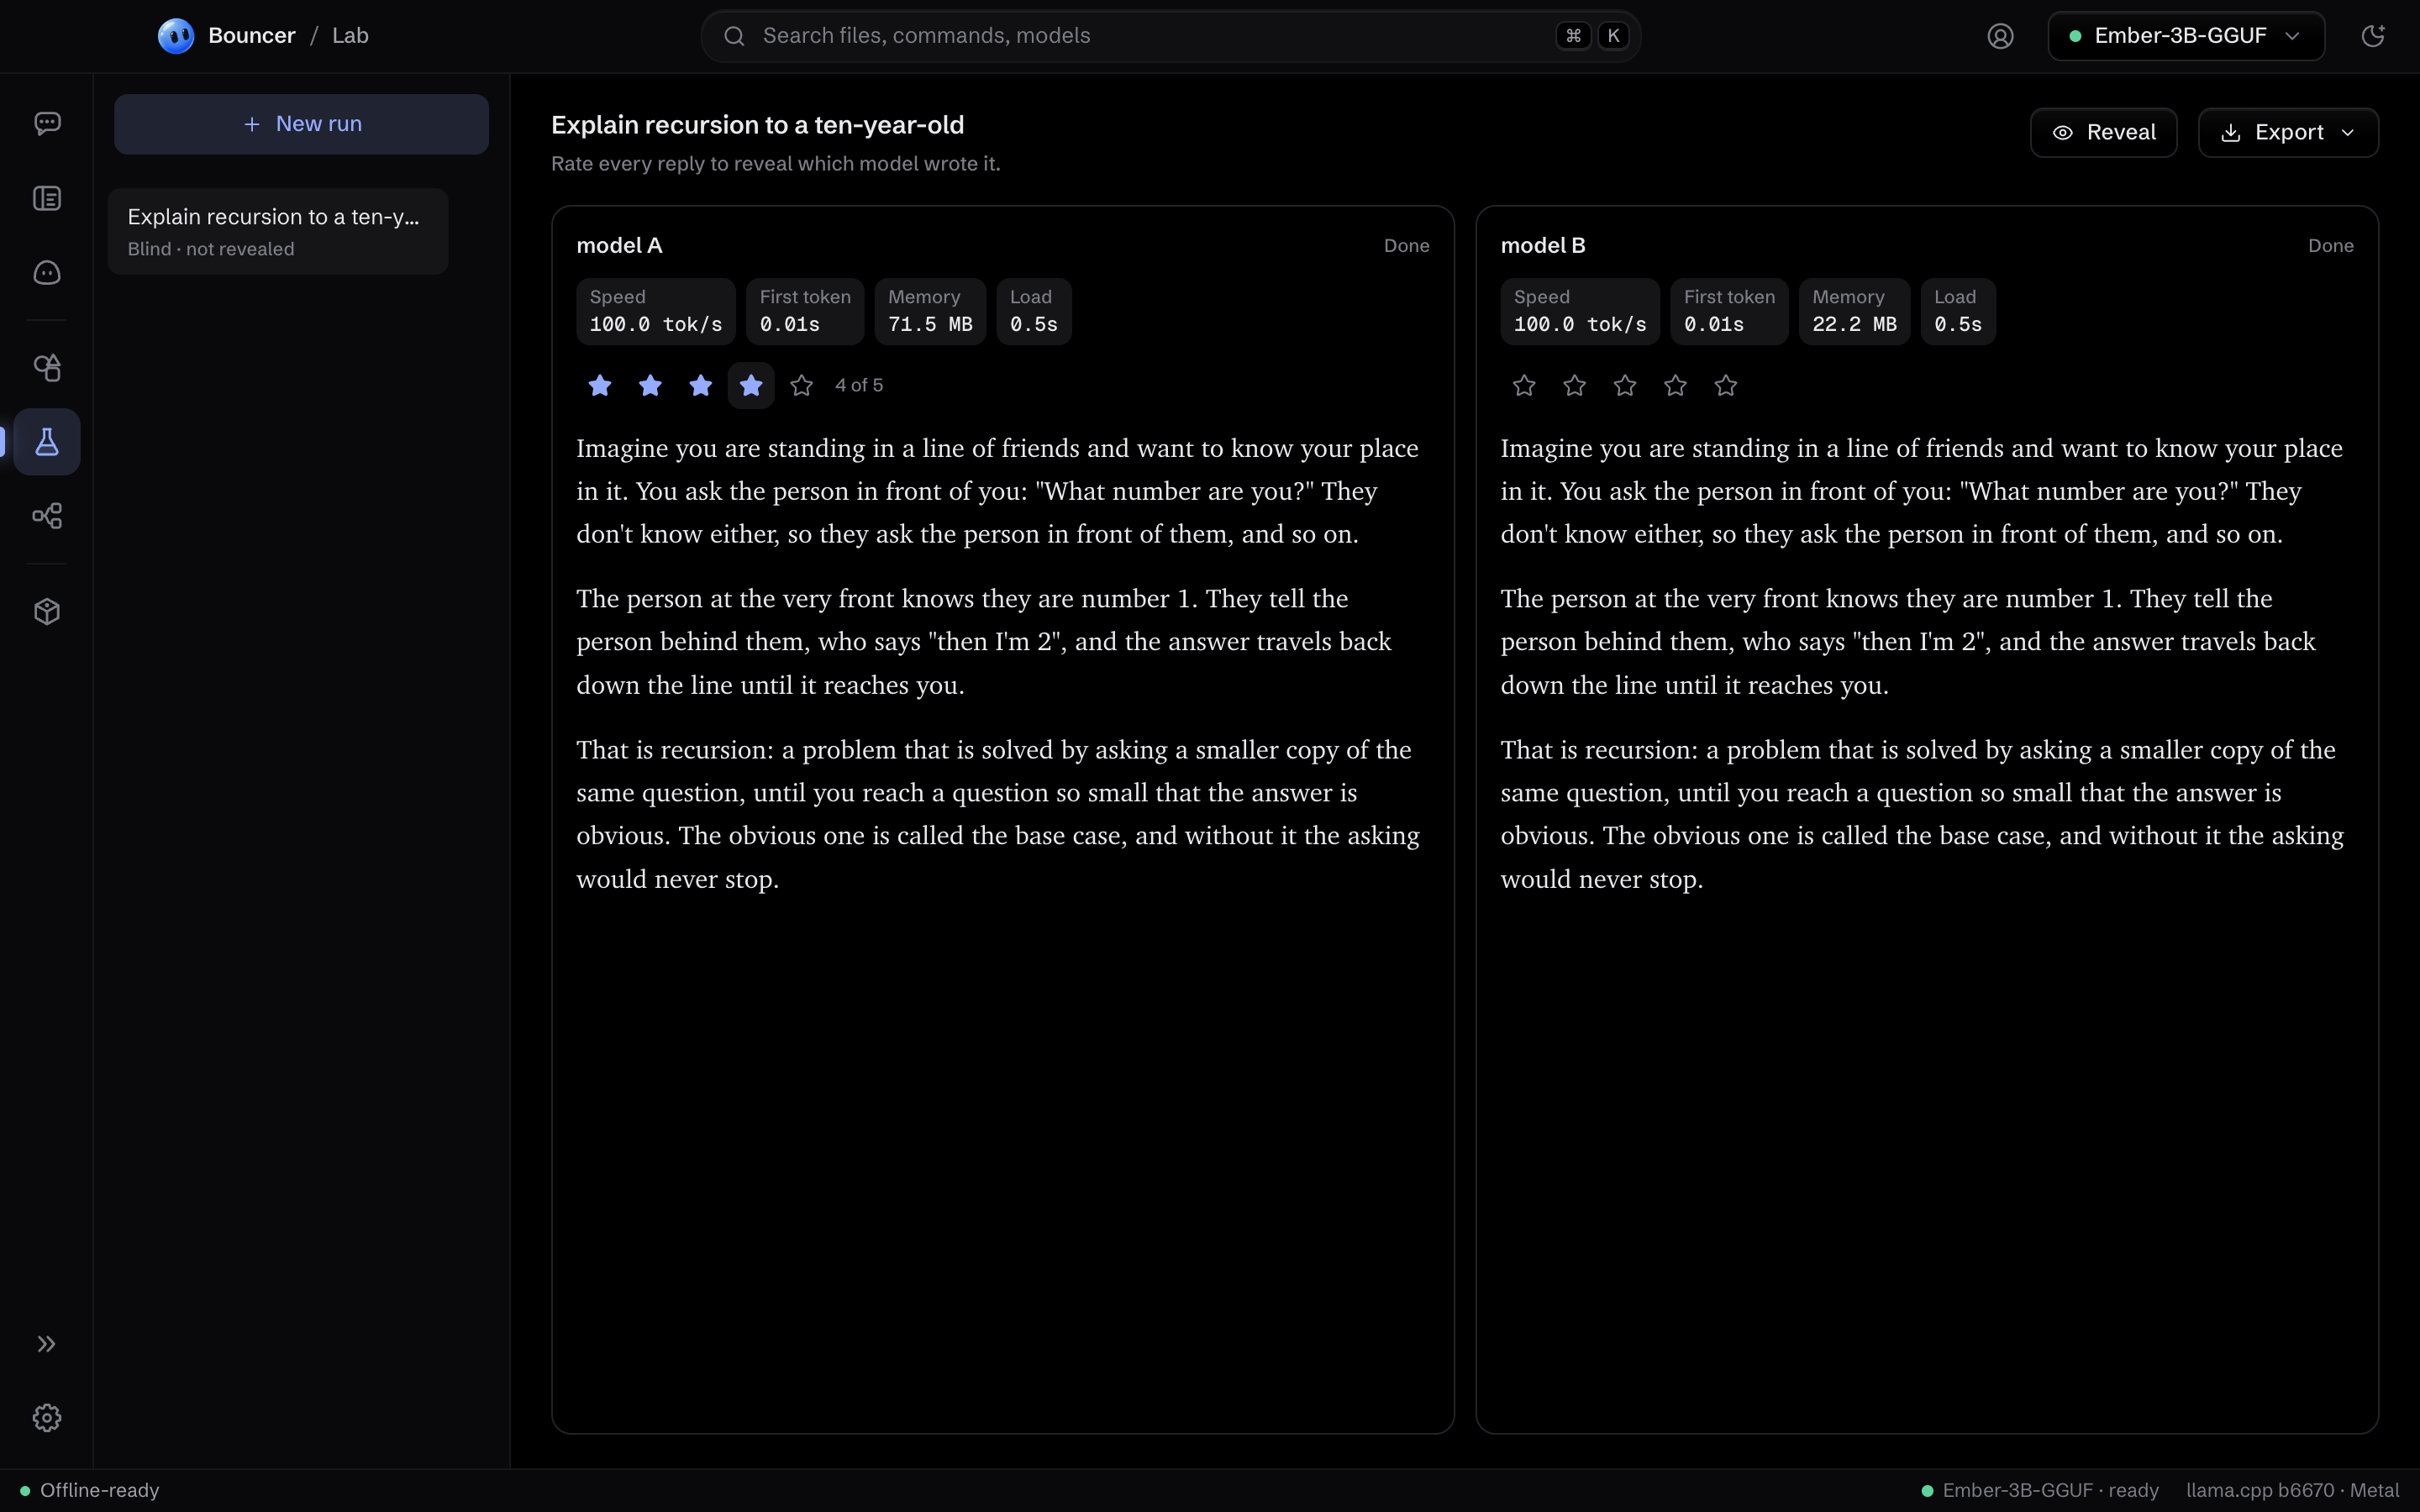 Bouncer / Lab
Search files, commands, models
⌘ K
Ember-3B-GGUF
+ New run
Explain recursion to a ten-y...
Blind · not revealed
Explain recursion to a ten-year-old
Rate every reply to reveal which model wrote it.
Reveal
Export
model A
Done
Speed
100.0 tok/s
First token
0.01s
Memory
71.5 MB
Load
0.5s
4 of 5
Imagine you are standing in a line of friends and want to know your place
in it. You ask the person in front of you: "What number are you?" They
don't know either, so they ask the person in front of them, and so on.
The person at the very front knows they are number 1. They tell the
person behind them, who says "then I'm 2", and the answer travels back
down the line until it reaches you.
That is recursion: a problem that is solved by asking a smaller copy of the
same question, until you reach a question so small that the answer is
obvious. The obvious one is called the base case, and without it the asking
would never stop.
model B
Done
Speed
100.0 tok/s
First token
0.01s
Memory
22.2 MB
Load
0.5s
Imagine you are standing in a line of friends and want to know your place
in it. You ask the person in front of you: "What number are you?" They
don't know either, so they ask the person in front of them, and so on.
The person at the very front knows they are number 1. They tell the
person behind them, who says "then I'm 2", and the answer travels back
down the line until it reaches you.
That is recursion: a problem that is solved by asking a smaller copy of the
same question, until you reach a question so small that the answer is
obvious. The obvious one is called the base case, and without it the asking
would never stop.
Offline-ready
Ember-3B-GGUF · ready
llama.cpp b6670 · Metal